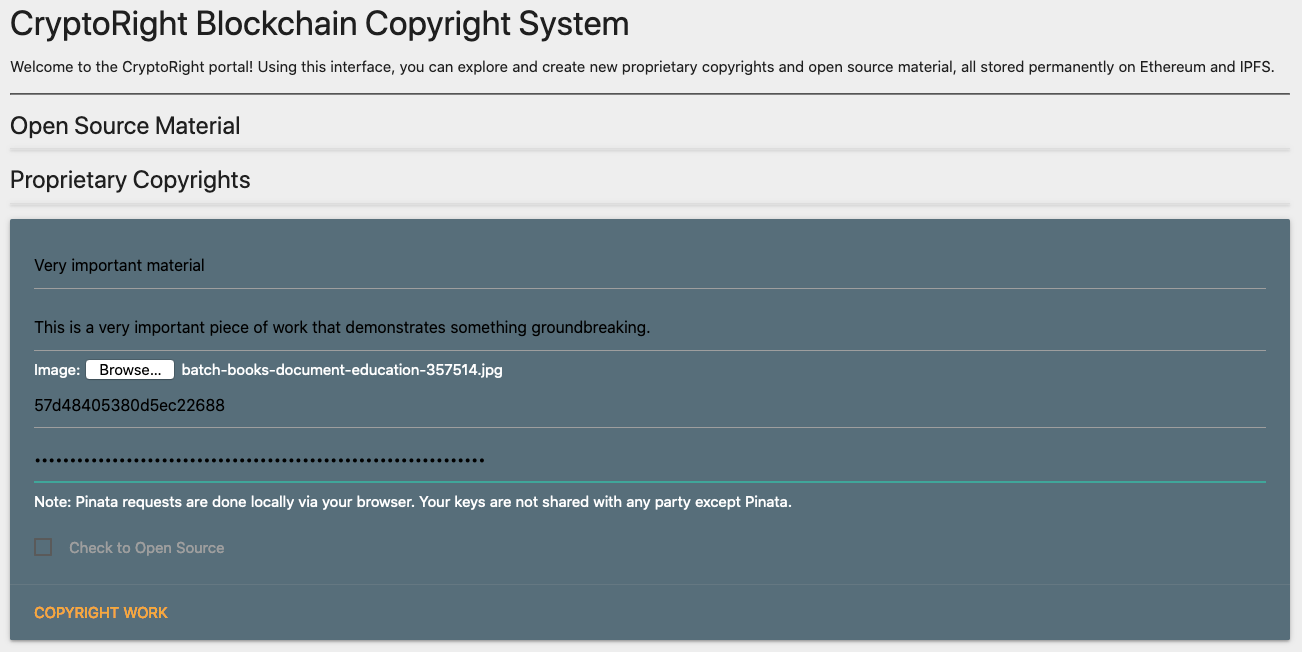 CryptoRight Blockchain Copyright System
Welcome to the CryptoRight portal! Using this interface, you can explore and create new proprietary copyrights and open source material, all stored permanently on Ethereum and IPFS.
Open Source Material
Proprietary Copyrights
Very important material
This is a very important piece of work that demonstrates something groundbreaking.
Image: Browse... batch-books-document-education-357514.jpg
57d48405380d5ec22688
••••••••••••••••••••••••••••••••••••••••••••••••••••••••••••••••
Note: Pinata requests are done locally via your browser. Your keys are not shared with any party except Pinata.
Check to Open Source
COPYRIGHT WORK